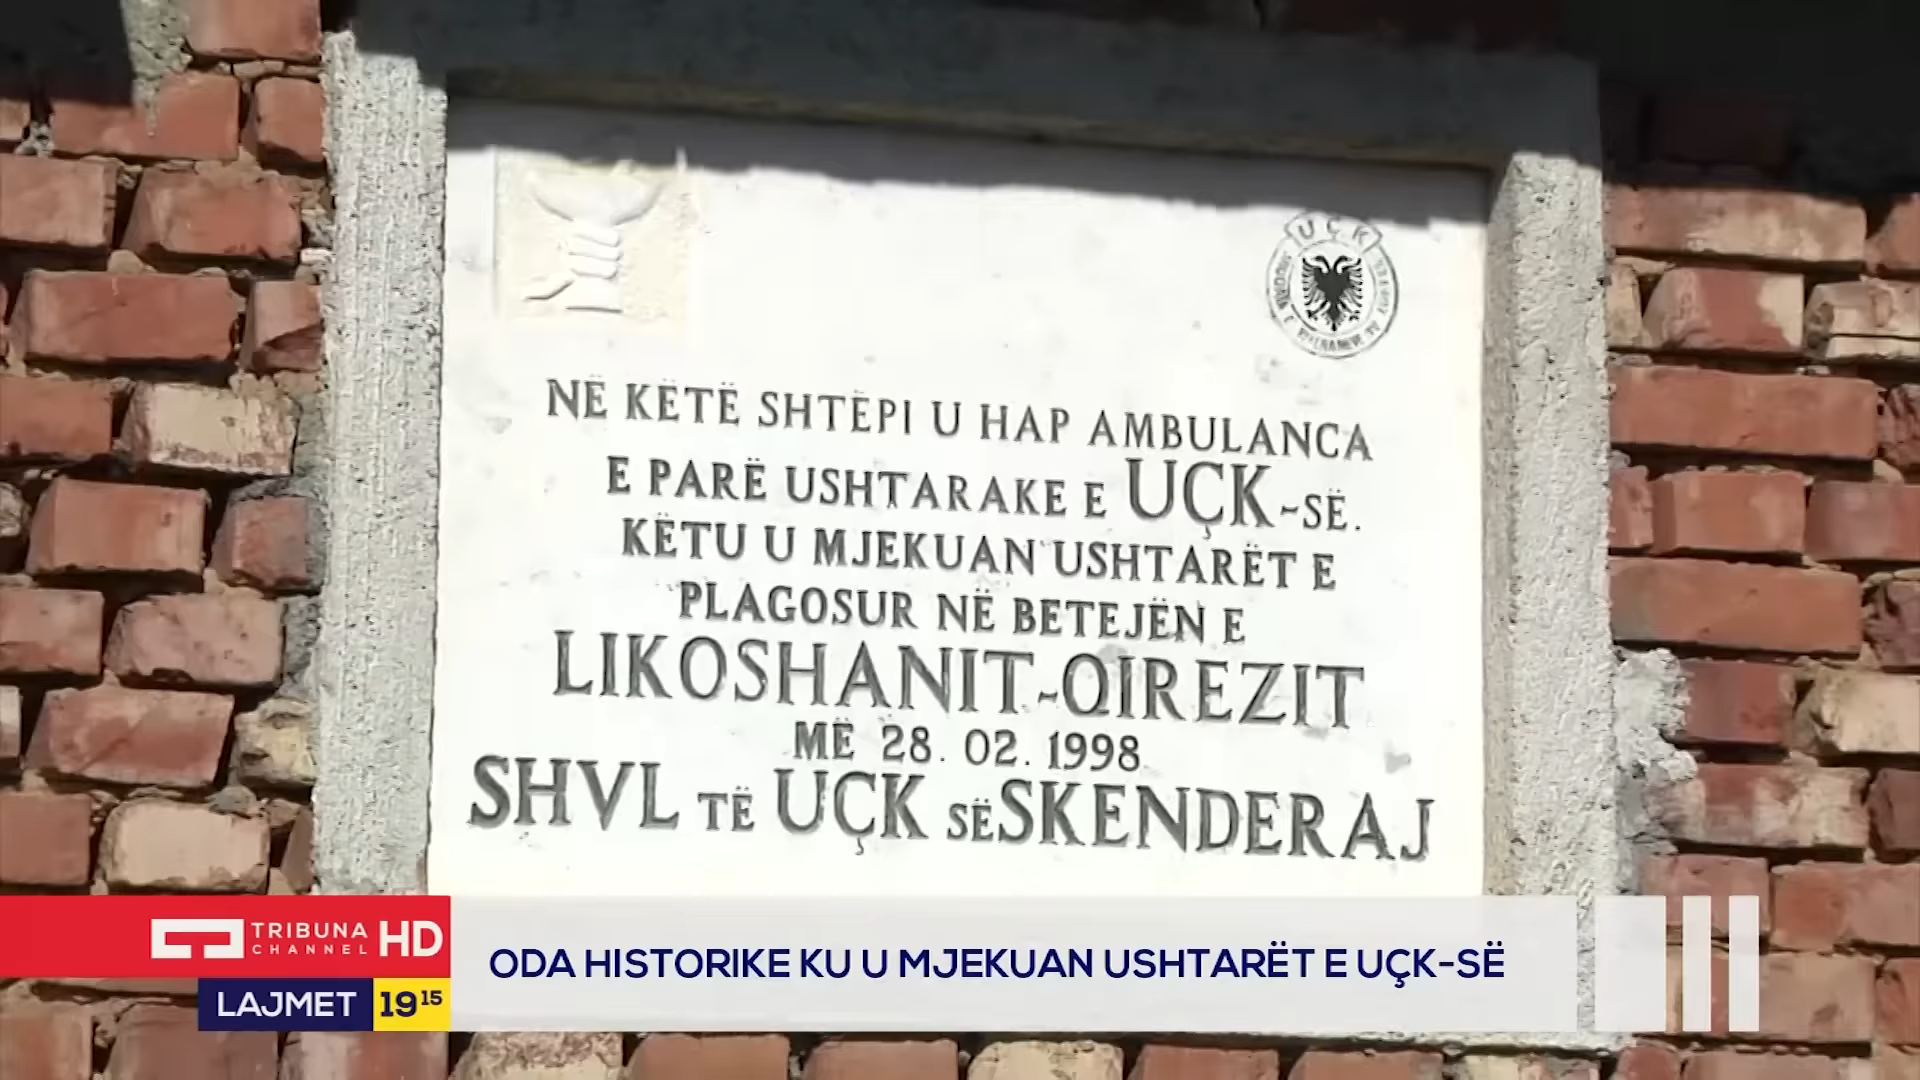 UÇK
NË KËTË SHTËPI U HAP AMBULANCA
E PARË USHTARAKE E UÇK-SË.
KËTU U MJEKUAN USHTARËT E
PLAGOSUR NË BETEJËN E
LIKOSHANIT-QIREZIT
MË 28. 02. 1998
SHVL TË UÇK SËSKENDERAJ
TRIBUNA
CHANNEL HD
LAJMET 19 15
ODA HISTORIKE KU U MJEKUAN USHTARËT E UÇK-SË